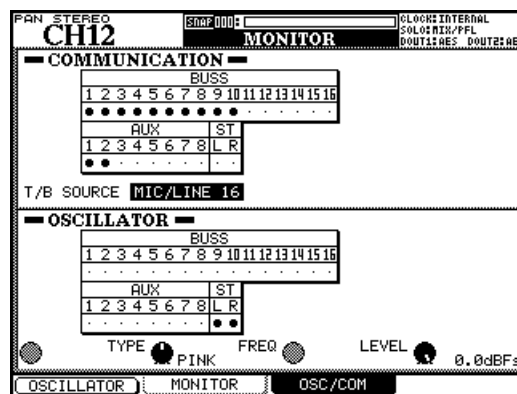 PAN STEREO
CH12
SNAP 000:
MONITOR
CLOCK:INTERNAL
SOLO:MIX/PFL
DOUT1:AES DOUT2:AE
COMMUNICATION
BUSS
1 2 3 4 5 6 7 8 9 10 11 12 13 14 15 16
AUX ST
1 2 3 4 5 6 7 8 L R
T/B SOURCE MIC/LINE 16
OSCILLATOR
BUSS
1 2 3 4 5 6 7 8 9 10 11 12 13 14 15 16
AUX ST
1 2 3 4 5 6 7 8 L R
TYPE PINK FREQ LEVEL 0.0dBFs
OSCILLATOR MONITOR OSC/COM